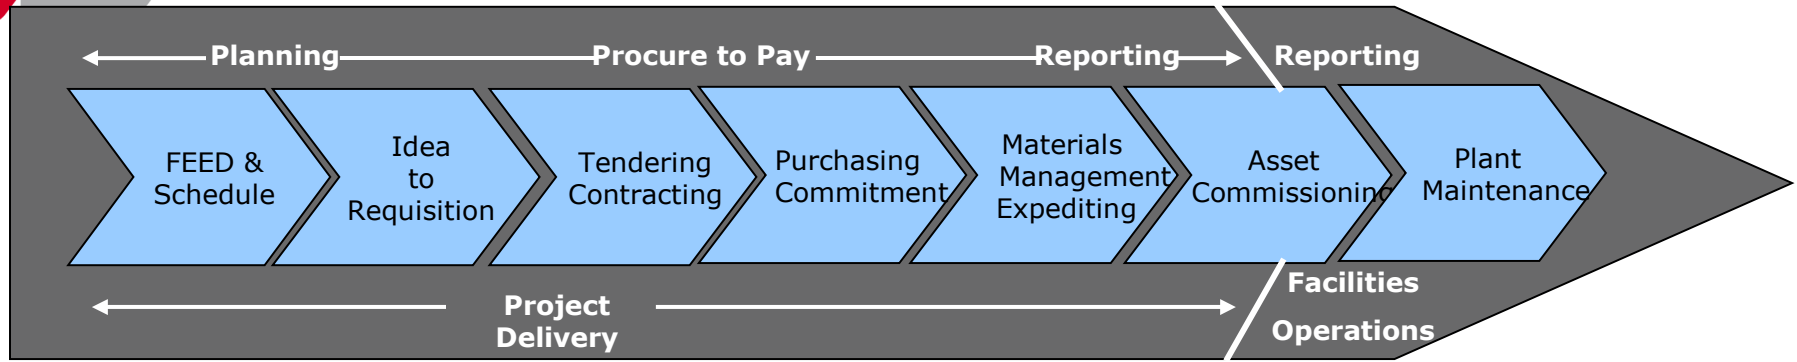 Planning Procure to Pay Reporting Reporting
FEED &
Schedule
Idea
to
Requisition
Tendering
Contracting
Purchasing
Commitment
Materials
Management
Expediting
Asset
Commissioning
Plant
Maintenance
Project
Delivery
Facilities
Operations